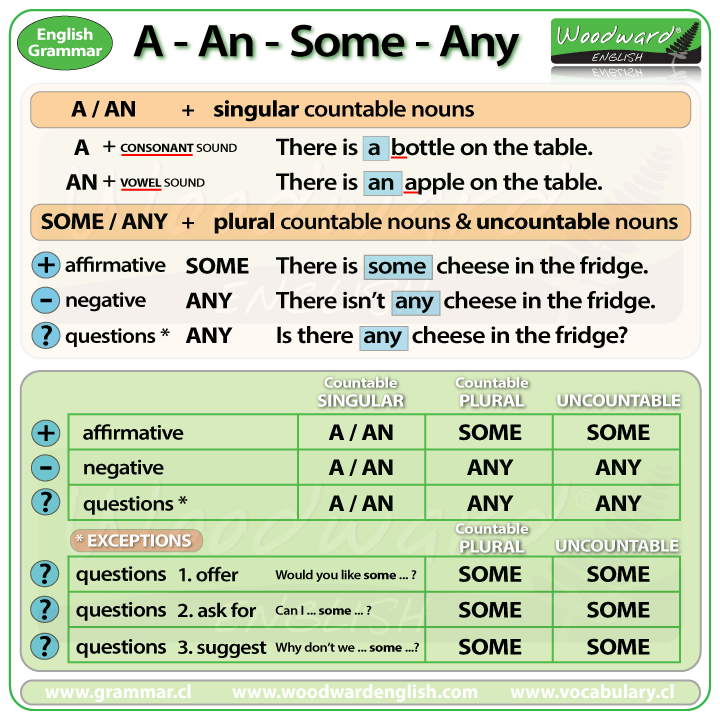 English
Grammar
A - An - Some - Any
Woodward®
ENGLISH
A / AN + singular countable nouns
A + CONSONANT SOUND There is a bottle on the table.
AN + VOWEL SOUND There is an apple on the table.
SOME / ANY + plural countable nouns & uncountable nouns
+ affirmative SOME There is some cheese in the fridge.
– negative ANY There isn't any cheese in the fridge.
? questions * ANY Is there any cheese in the fridge?
Countable SINGULAR Countable PLURAL UNCOUNTABLE
+ affirmative A / AN SOME SOME
– negative A / AN ANY ANY
? questions * A / AN ANY ANY
* EXCEPTIONS Countable PLURAL UNCOUNTABLE
? questions 1. offer Would you like some ... ? SOME SOME
? questions 2. ask for Can I ... some ... ? SOME SOME
? questions 3. suggest Why don't we ... some ...? SOME SOME
www.grammar.cl www.woodwardenglish.com www.vocabulary.cl